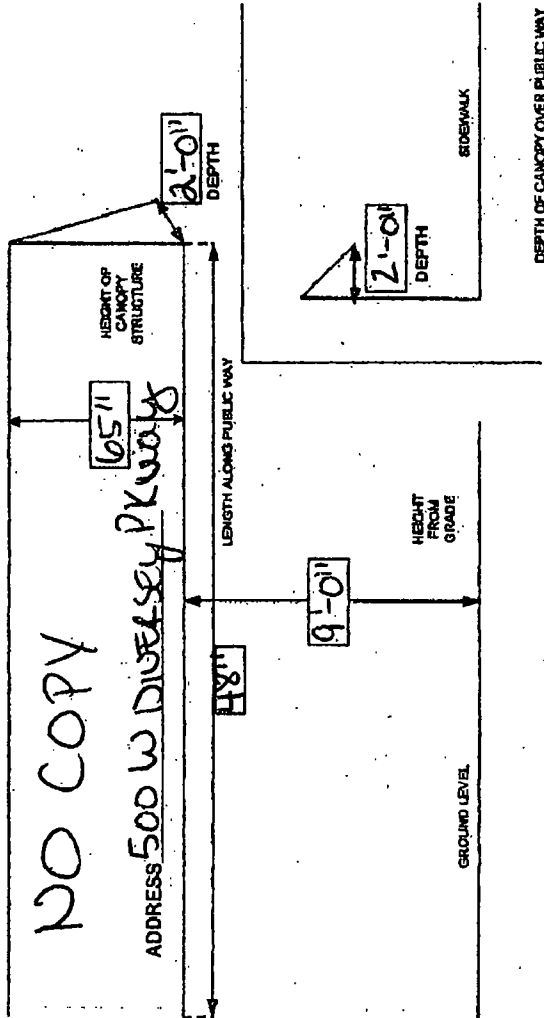 NO COPY
ADDRESS 500 W DIVERSEY PKway
65"
HEIGHT OF
CANOPY
STRUCTURE
2'-0"
DEPTH
LENGTH ALONG PUBLIC WAY
48"
9'-0"
HEIGHT
FROM
GRADE
GROUND LEVEL
2'-0"
DEPTH
SIDEWALK
DEPTH OF CANOPY OVER PUBLIC WAY